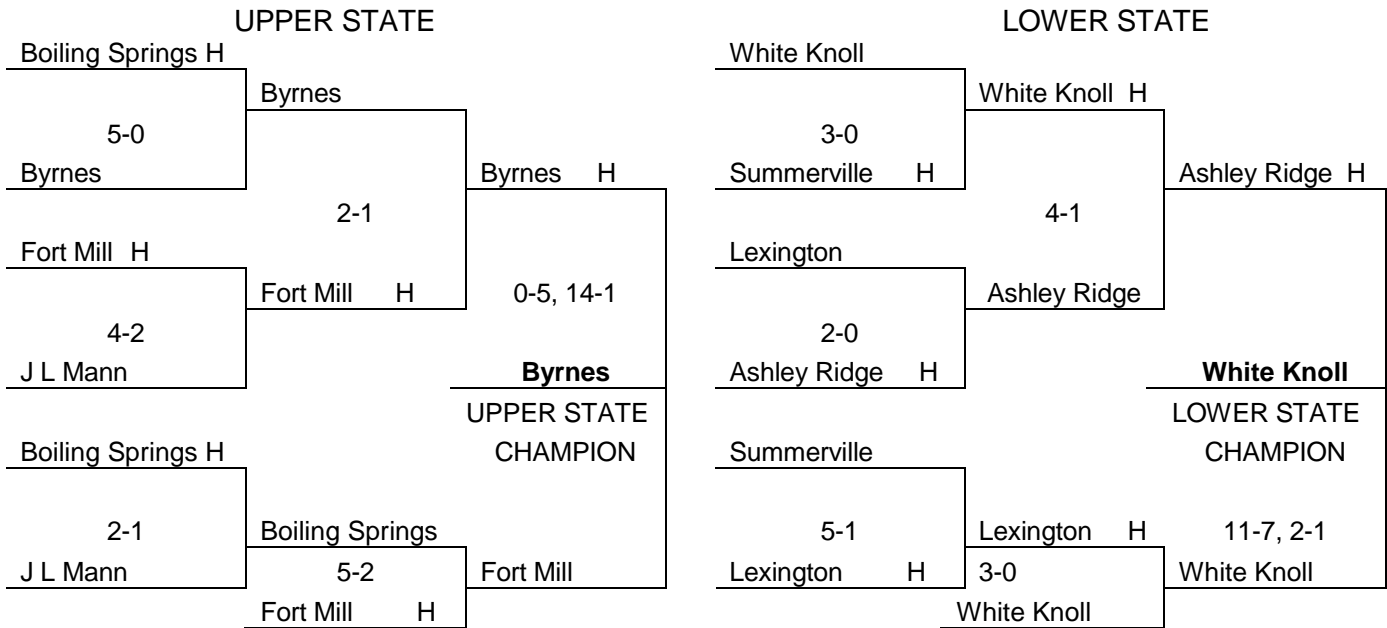 UPPER STATE
Boiling Springs H
Byrnes
5-0
Byrnes
Byrnes H
2-1
Fort Mill H
Fort Mill H
0-5, 14-1
4-2
J L Mann
Byrnes
UPPER STATE
CHAMPION
Boiling Springs H
2-1
Boiling Springs
J L Mann
5-2
Fort Mill
Fort Mill H
LOWER STATE
White Knoll
White Knoll H
3-0
Summerville H
Ashley Ridge H
4-1
Lexington
Ashley Ridge
2-0
Ashley Ridge H
White Knoll
LOWER STATE
CHAMPION
Summerville
5-1
Lexington H
11-7, 2-1
Lexington H
3-0
White Knoll
White Knoll